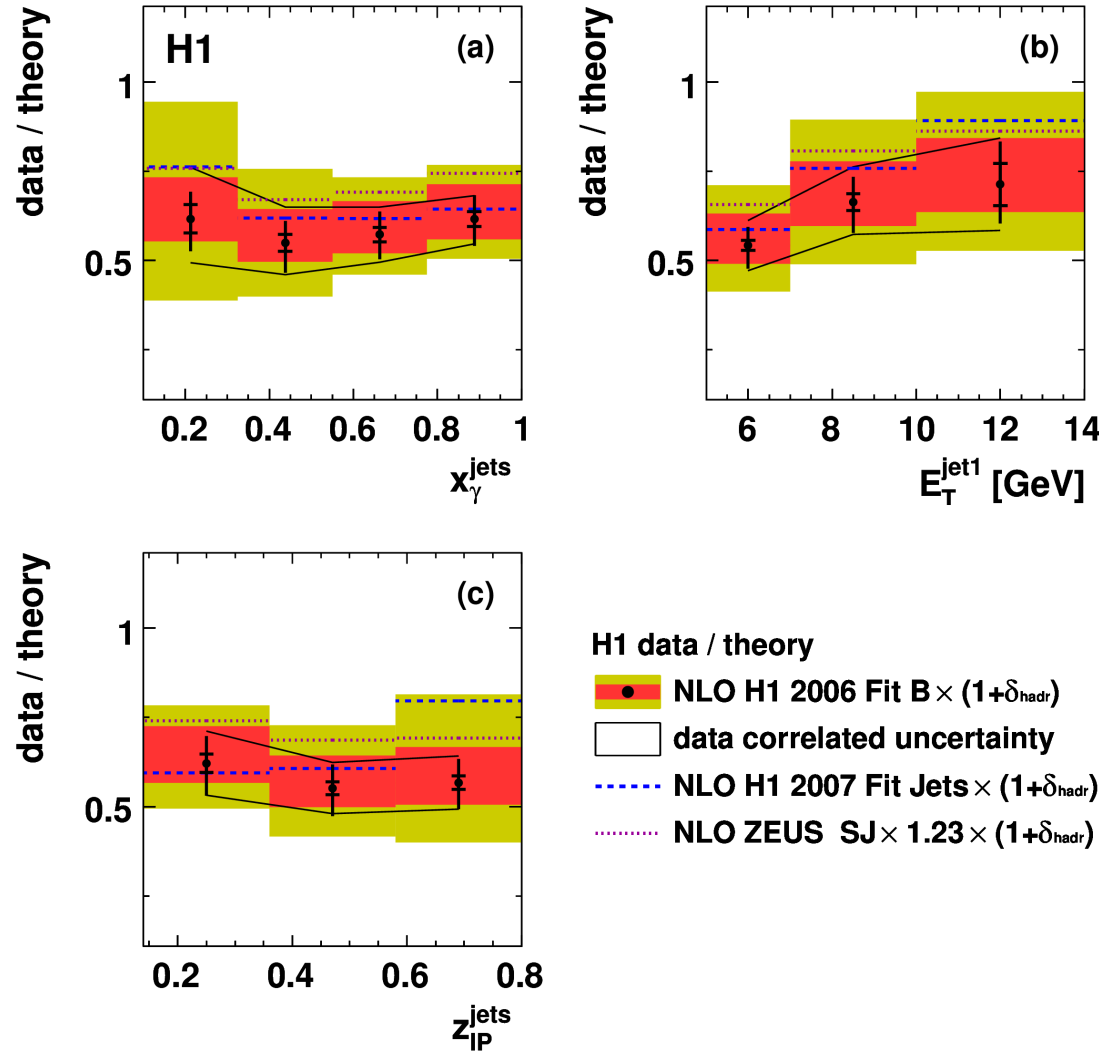 H1
(a)
data / theory
1
0.5
0.2 0.4 0.6 0.8 1
xγ^jets
(b)
data / theory
1
0.5
6 8 10 12 14
E_T^jet1 [GeV]
(c)
data / theory
1
0.5
0.2 0.4 0.6 0.8
z_IP^jets
H1 data / theory
NLO H1 2006 Fit B × (1+δhadr)
data correlated uncertainty
NLO H1 2007 Fit Jets × (1+δhadr)
NLO ZEUS SJ × 1.23 × (1+δhadr)